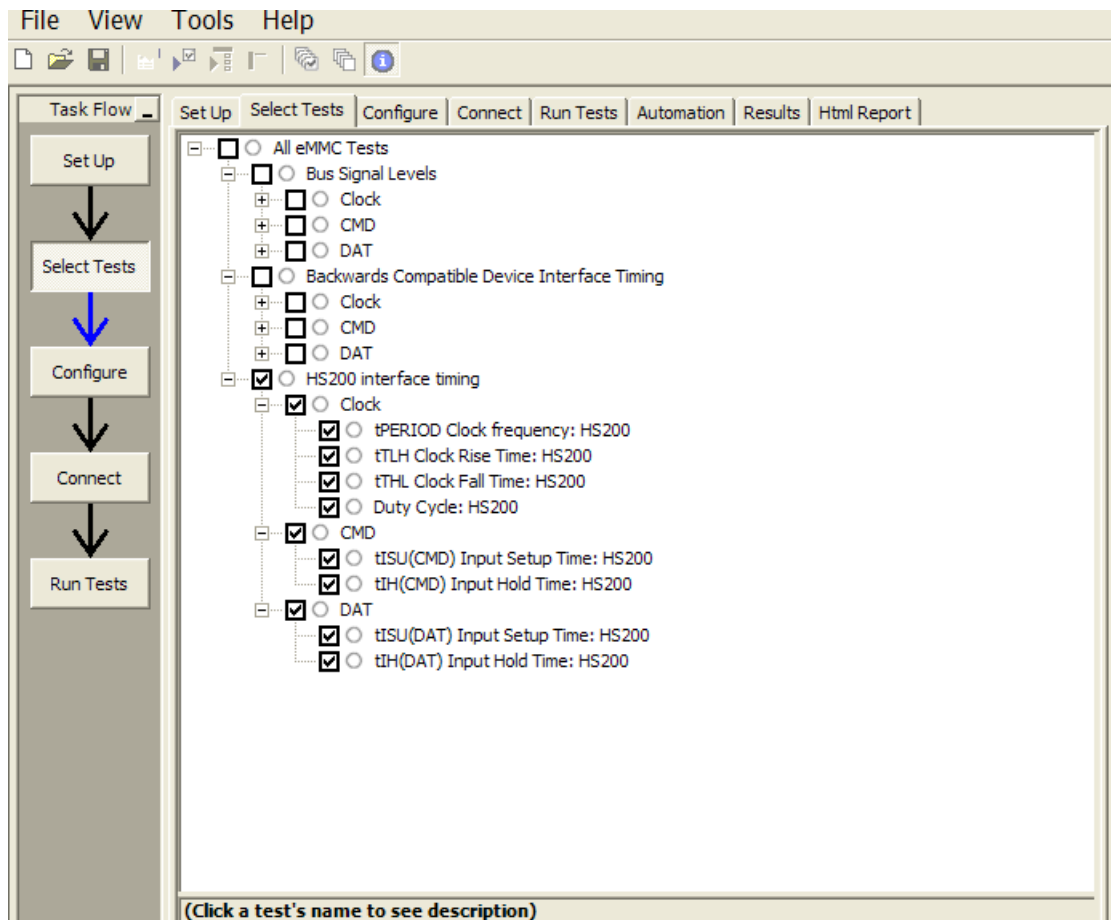 File View Tools Help
Task Flow
Set Up Select Tests Configure Connect Run Tests Automation Results Html Report
Set Up
Select Tests
Configure
Connect
Run Tests
All eMMC Tests
Bus Signal Levels
Clock
CMD
DAT
Backwards Compatible Device Interface Timing
Clock
CMD
DAT
HS200 interface timing
Clock
tPERIOD Clock frequency: HS200
tTLH Clock Rise Time: HS200
tTHL Clock Fall Time: HS200
Duty Cycle: HS200
CMD
tISU(CMD) Input Setup Time: HS200
tIH(CMD) Input Hold Time: HS200
DAT
tISU(DAT) Input Setup Time: HS200
tIH(DAT) Input Hold Time: HS200
(Click a test's name to see description)